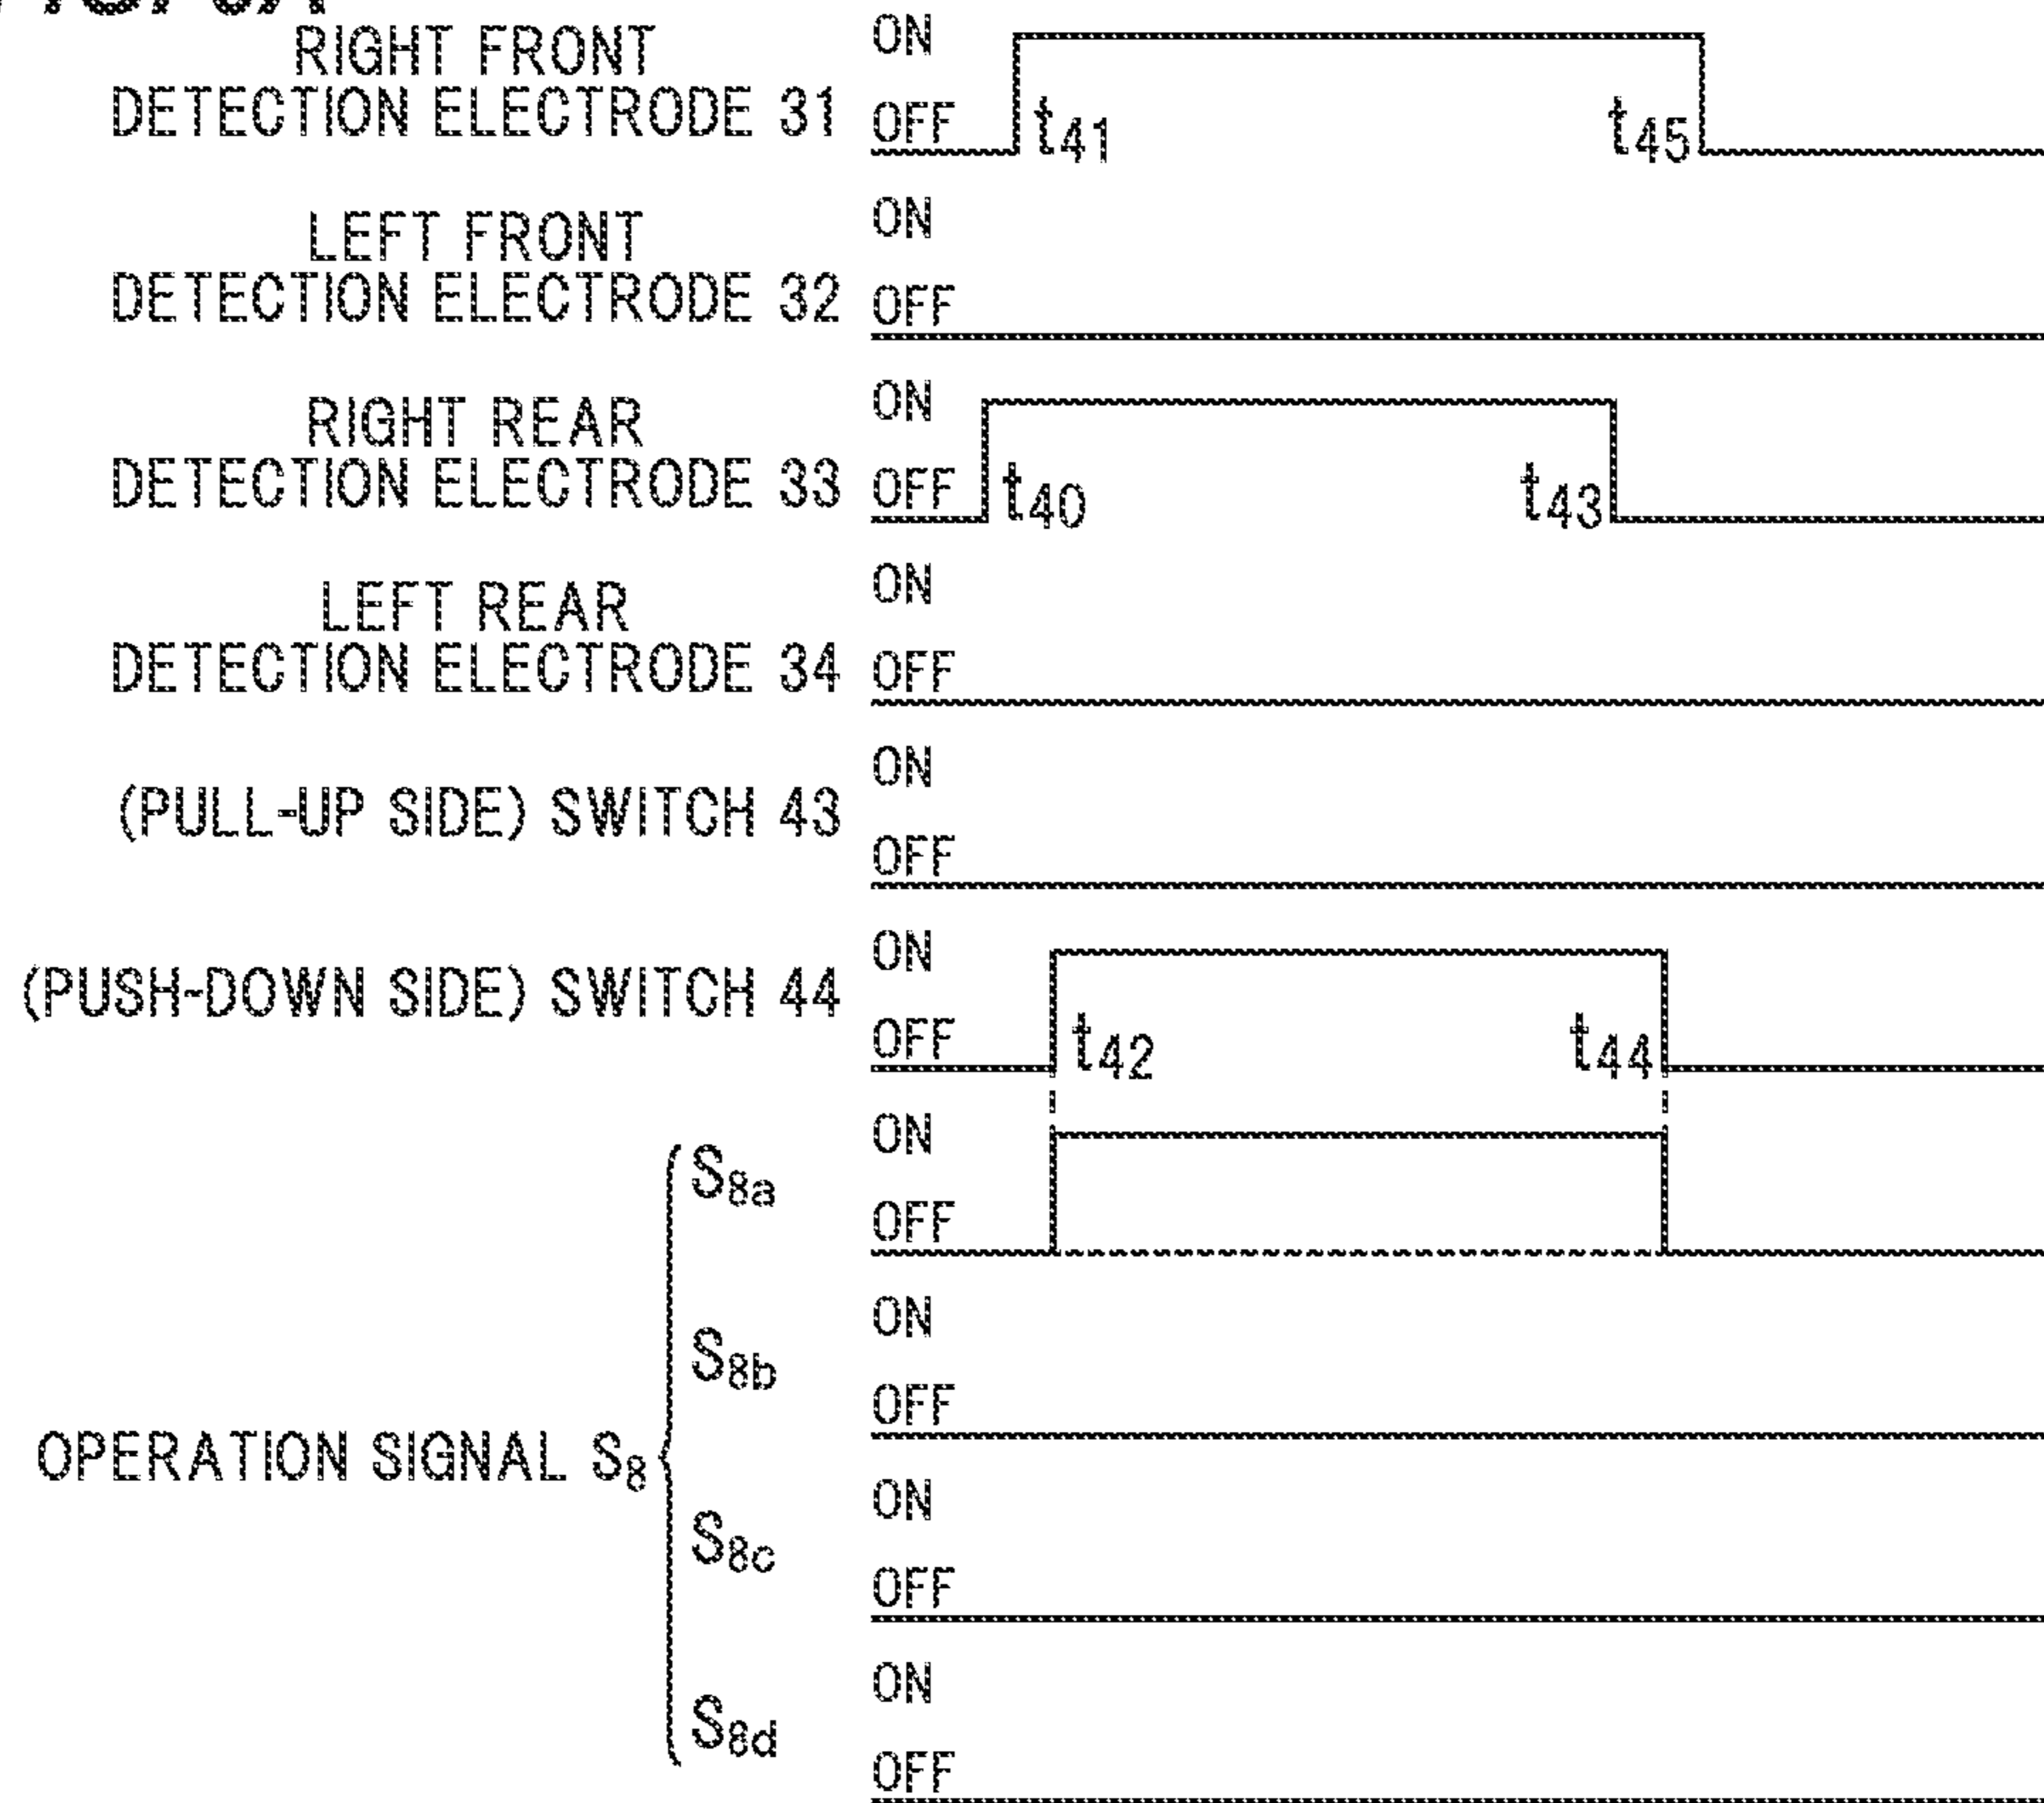 RIGHT FRONT
DETECTION ELECTRODE 31
ON
OFF
t41
t45
LEFT FRONT
DETECTION ELECTRODE 32
ON
OFF
RIGHT REAR
DETECTION ELECTRODE 33
ON
OFF
t40
t43
LEFT REAR
DETECTION ELECTRODE 34
ON
OFF
(PULL-UP SIDE) SWITCH 43
ON
OFF
(PUSH-DOWN SIDE) SWITCH 44
ON
OFF
t42
t44
OPERATION SIGNAL S8
S8a
ON
OFF
S8b
ON
OFF
S8c
ON
OFF
S8d
ON
OFF